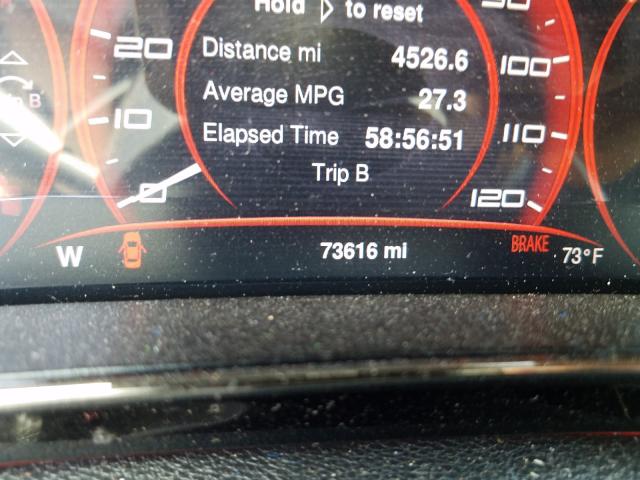 Hold ▷ to reset
Distance mi 4526.6
Average MPG 27.3
Elapsed Time 58:56:51
Trip B
20
10
0
100
110
120
W
73616 mi
BRAKE
73°F